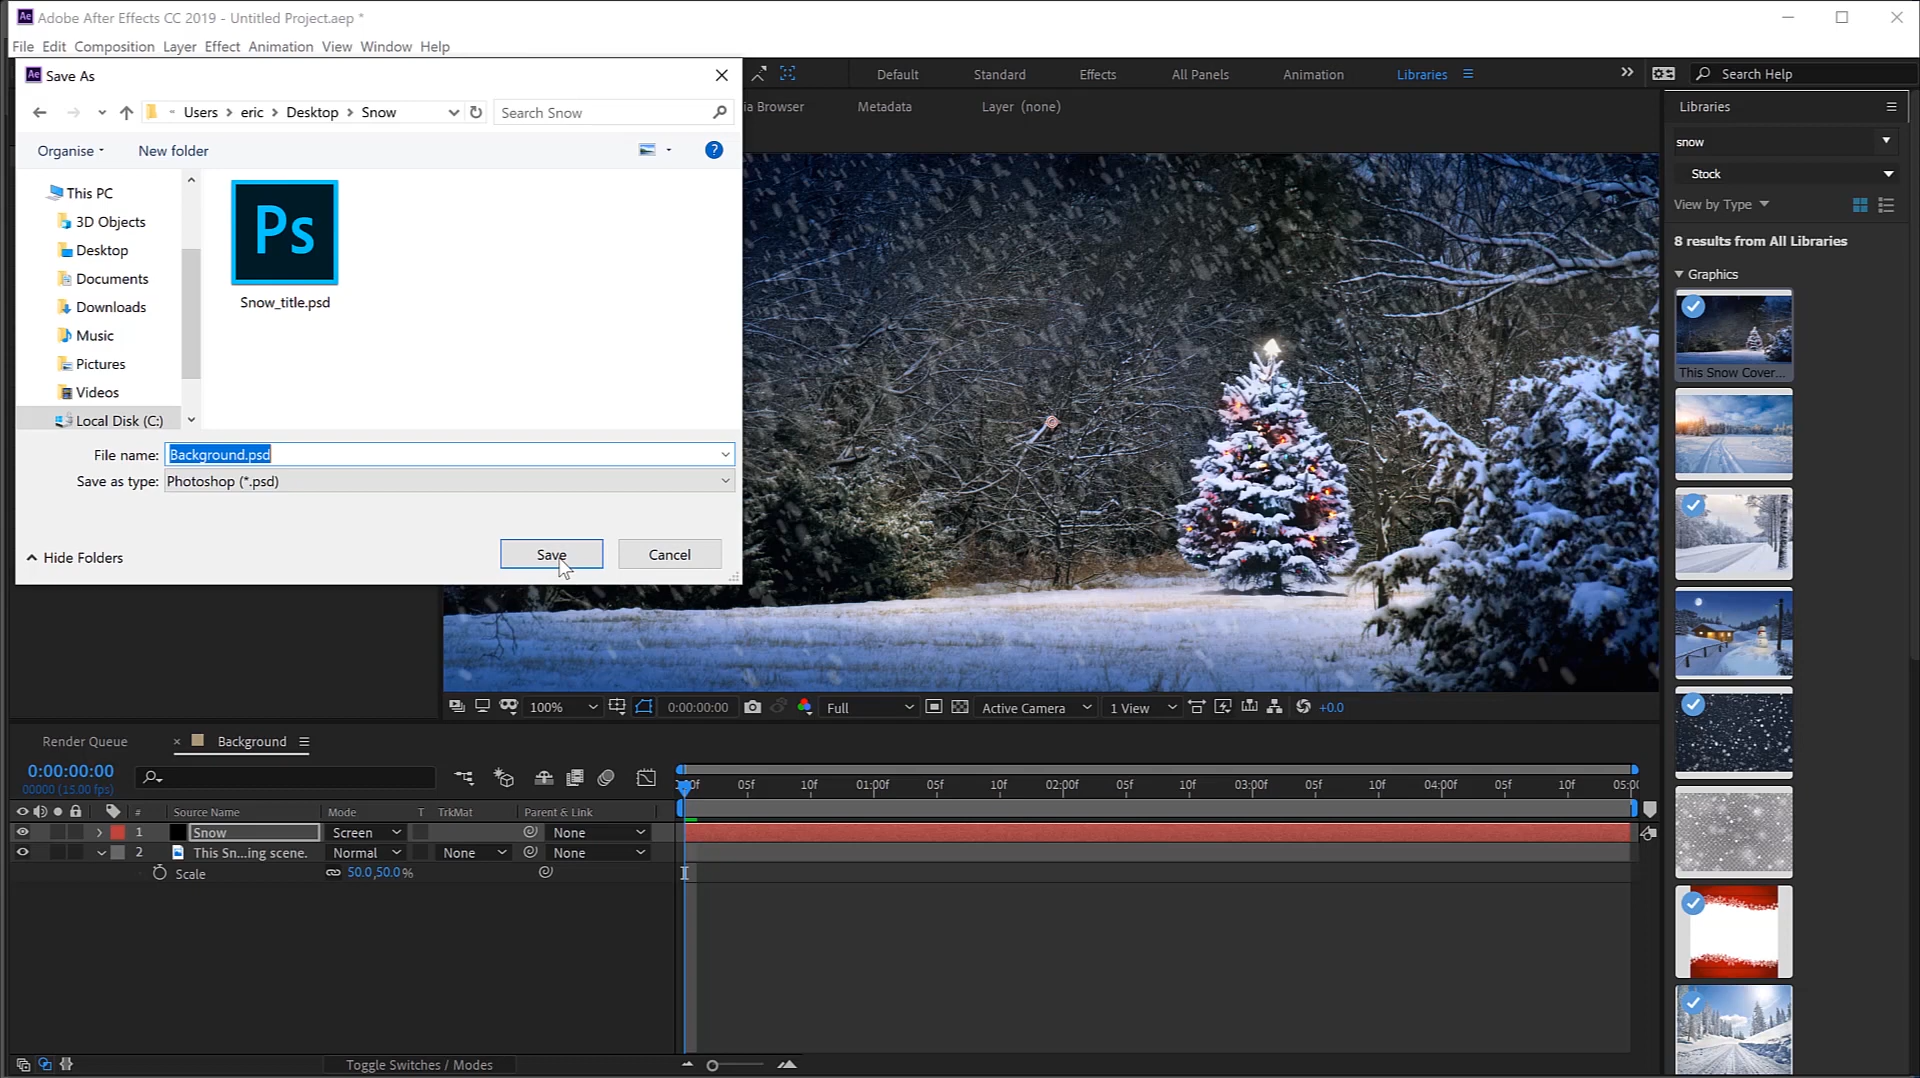 Adobe After Effects CC 2019 - Untitled Project.aep *
File Edit Composition Layer Effect Animation View Window Help
Save As
Default Standard Effects All Panels Animation Libraries Search Help
Users eric Desktop Snow Search Snow
ia Browser Metadata Layer (none)
Libraries
Organise New folder
snow
Stock
View by Type
8 results from All Libraries
Graphics
This Snow Cover...
This PC
3D Objects
Desktop
Documents
Downloads
Music
Pictures
Videos
Local Disk (C:)
Ps
Snow_title.psd
File name: Background.psd
Save as type: Photoshop (*.psd)
Hide Folders Save Cancel
100% 0:00:00:00 Full Active Camera 1 View +0.0
Render Queue Background
0:00:00:00
00000 (15.00 fps)
05f 10f 01:00f 05f 10f 02:00f 05f 10f 03:00f 05f 10f 04:00f 05f 10f
# Source Name Mode T TrkMat Parent & Link
1 Snow Screen None
2 This Sn...ing scene. Normal None None
Scale 50.0,50.0%
Toggle Switches / Modes